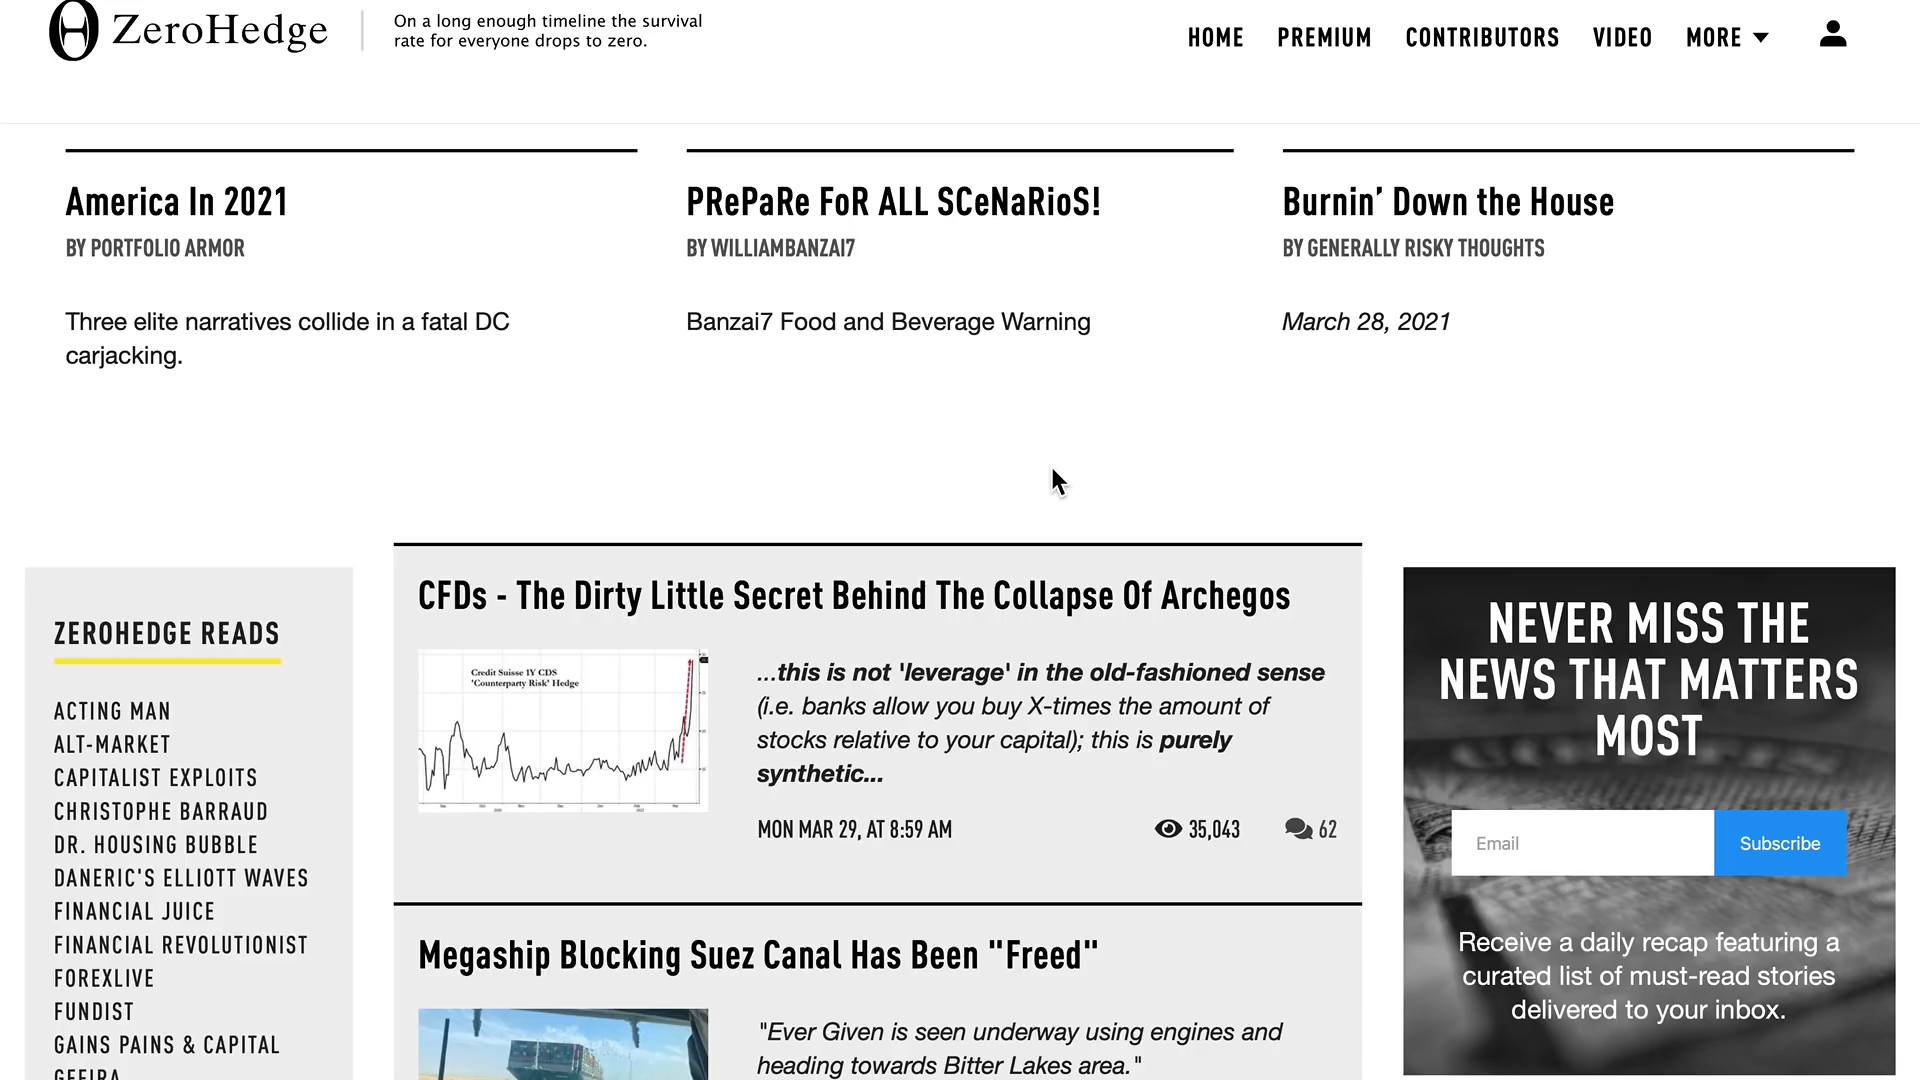 ZeroHedge
On a long enough timeline the survival
rate for everyone drops to zero.
HOME PREMIUM CONTRIBUTORS VIDEO MORE
America In 2021
BY PORTFOLIO ARMOR
Three elite narratives collide in a fatal DC
carjacking.
PRePaRe FoR ALL SCeNaRioS!
BY WILLIAMBANZAI7
Banzai7 Food and Beverage Warning
Burnin’ Down the House
BY GENERALLY RISKY THOUGHTS
March 28, 2021
ZEROHEDGE READS
ACTING MAN
ALT-MARKET
CAPITALIST EXPLOITS
CHRISTOPHE BARRAUD
DR. HOUSING BUBBLE
DANERIC'S ELLIOTT WAVES
FINANCIAL JUICE
FINANCIAL REVOLUTIONIST
FOREXLIVE
FUNDIST
GAINS PAINS & CAPITAL
GEFIRA
CFDs - The Dirty Little Secret Behind The Collapse Of Archegos
Credit Suisse 1Y CDS
'Counterparty Risk' Hedge
...this is not 'leverage' in the old-fashioned sense
(i.e. banks allow you buy X-times the amount of
stocks relative to your capital); this is purely
synthetic...
MON MAR 29, AT 8:59 AM
35,043
62
Megaship Blocking Suez Canal Has Been "Freed"
"Ever Given is seen underway using engines and
heading towards Bitter Lakes area."
NEVER MISS THE
NEWS THAT MATTERS
MOST
Email
Subscribe
Receive a daily recap featuring a
curated list of must-read stories
delivered to your inbox.